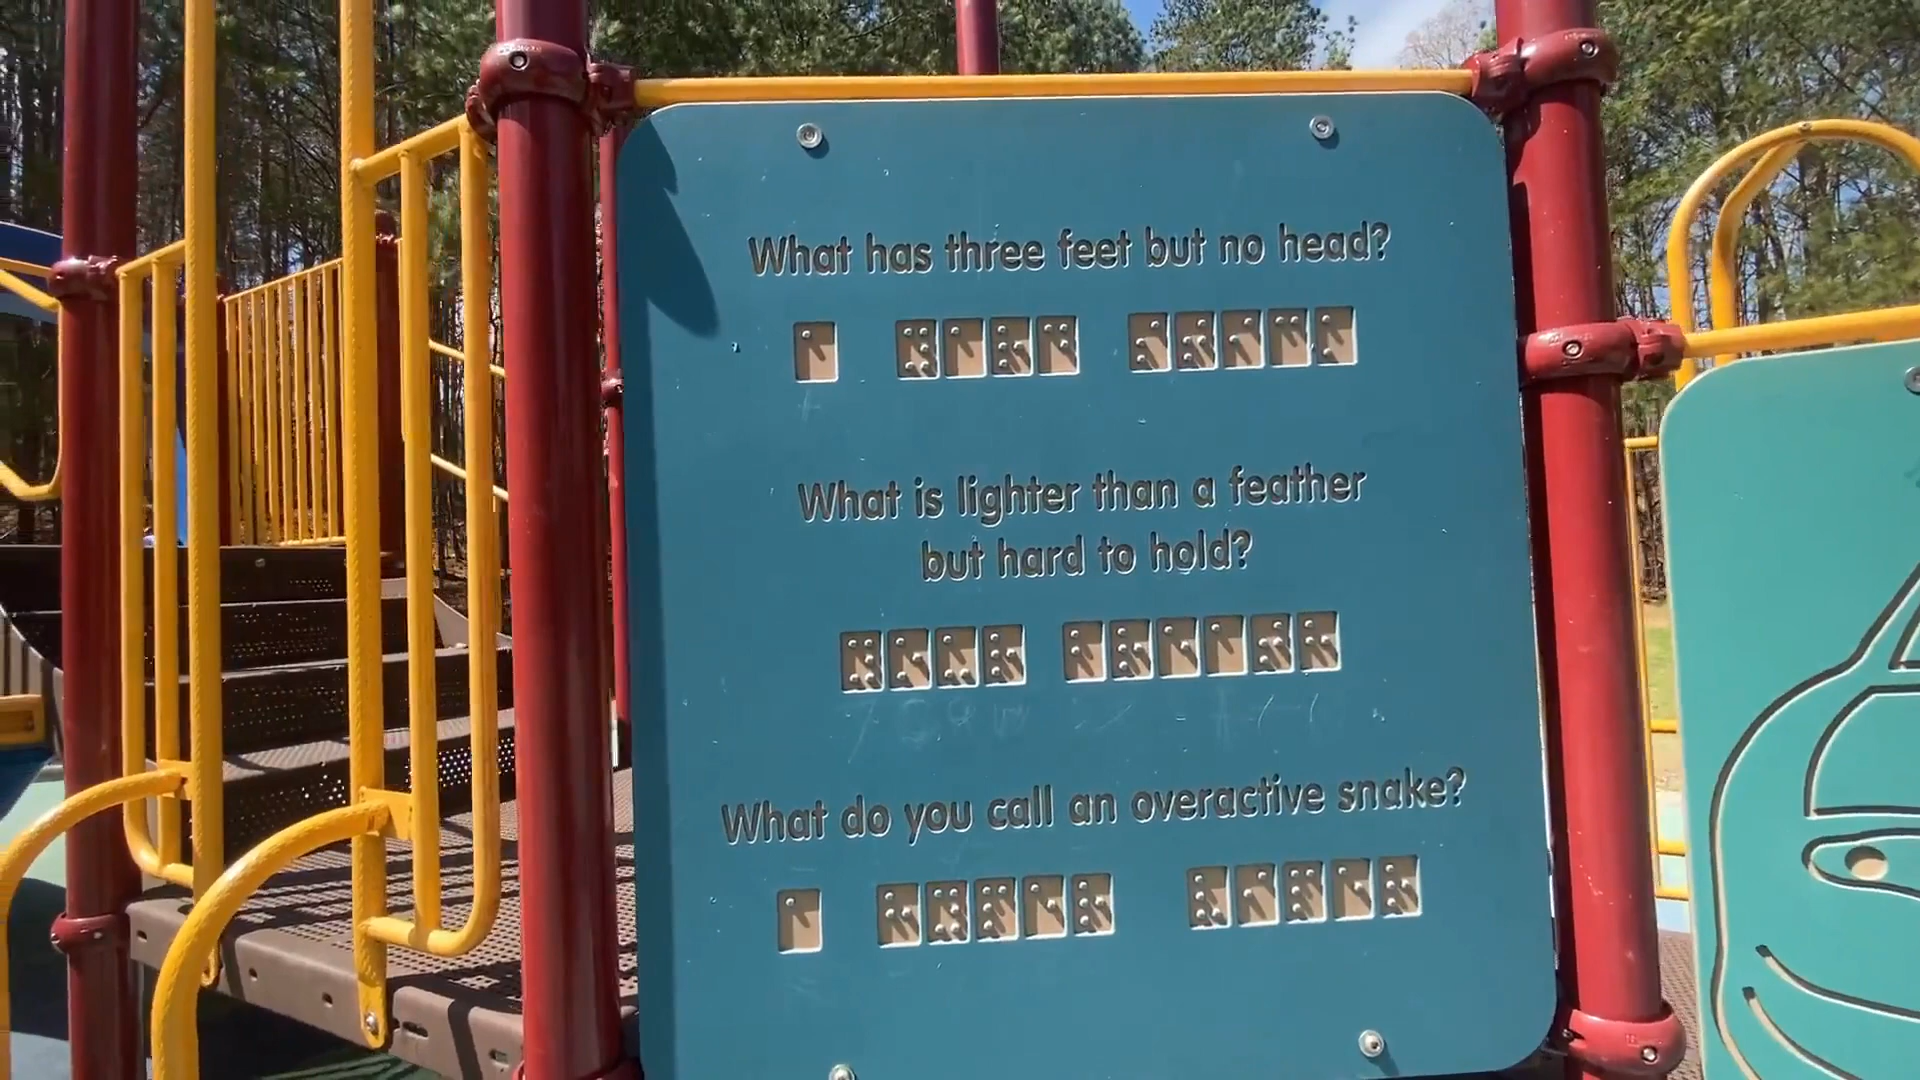 What has three feet but no head?
⠁ ⠽⠁⠗⠙ ⠎⠞⠊⠉⠅
What is lighter than a feather
but hard to hold?
⠽⠕⠥⠗ ⠃⠗⠑⠁⠞⠓
What do you call an overactive snake?
⠁ ⠓⠽⠏⠑⠗ ⠧⠊⠏⠑⠗